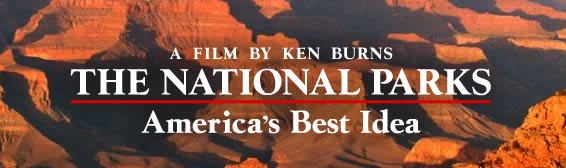 A FILM BY KEN BURNS
THE NATIONAL PARKS
America's Best Idea